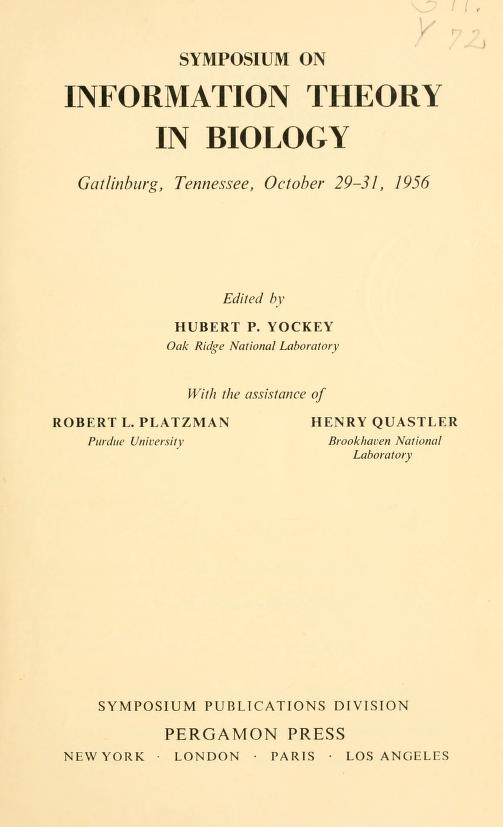 SYMPOSIUM ON
INFORMATION THEORY
IN BIOLOGY
Gatlinburg, Tennessee, October 29–31, 1956
Edited by
HUBERT P. YOCKEY
Oak Ridge National Laboratory
With the assistance of
ROBERT L. PLATZMAN
Purdue University
HENRY QUASTLER
Brookhaven National
Laboratory
SYMPOSIUM PUBLICATIONS DIVISION
PERGAMON PRESS
NEW YORK · LONDON · PARIS · LOS ANGELES